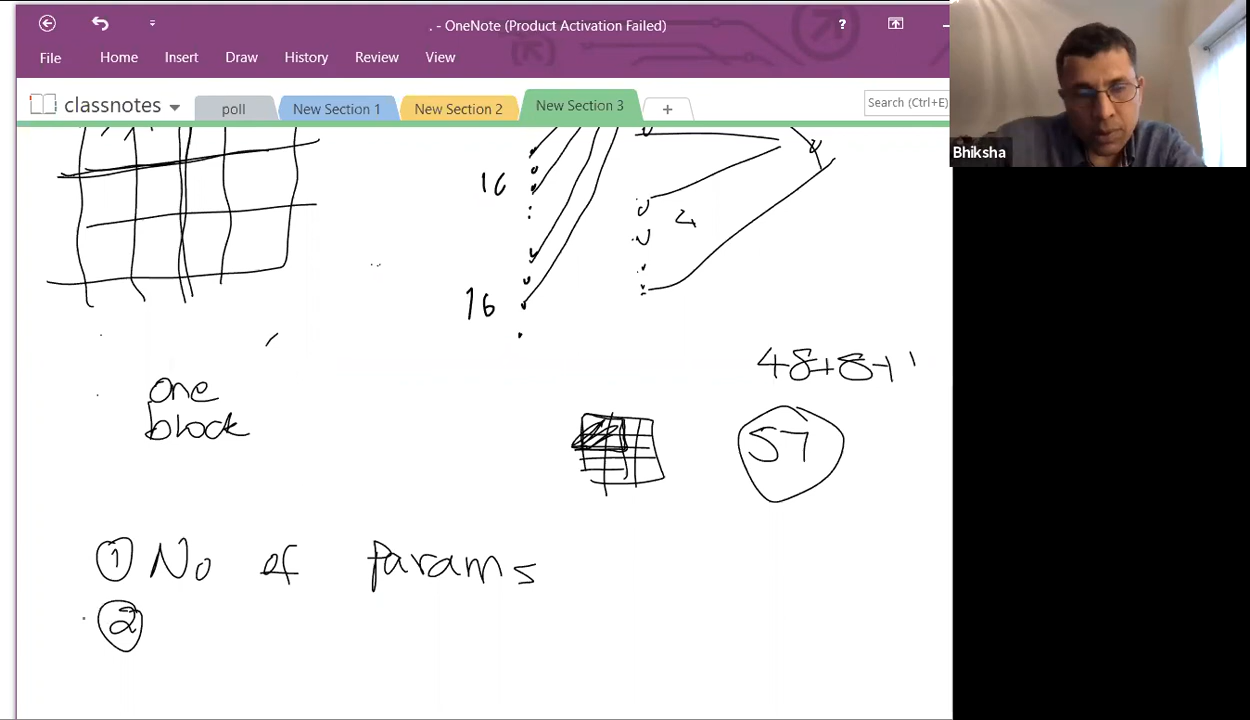 . - OneNote (Product Activation Failed)
?
File Home Insert Draw History Review View
classnotes
poll
New Section 1
New Section 2
New Section 3
+
Search (Ctrl+E)
Bhiksha
16
4
16
48+8+1
one
block
57
1 No of Params
2